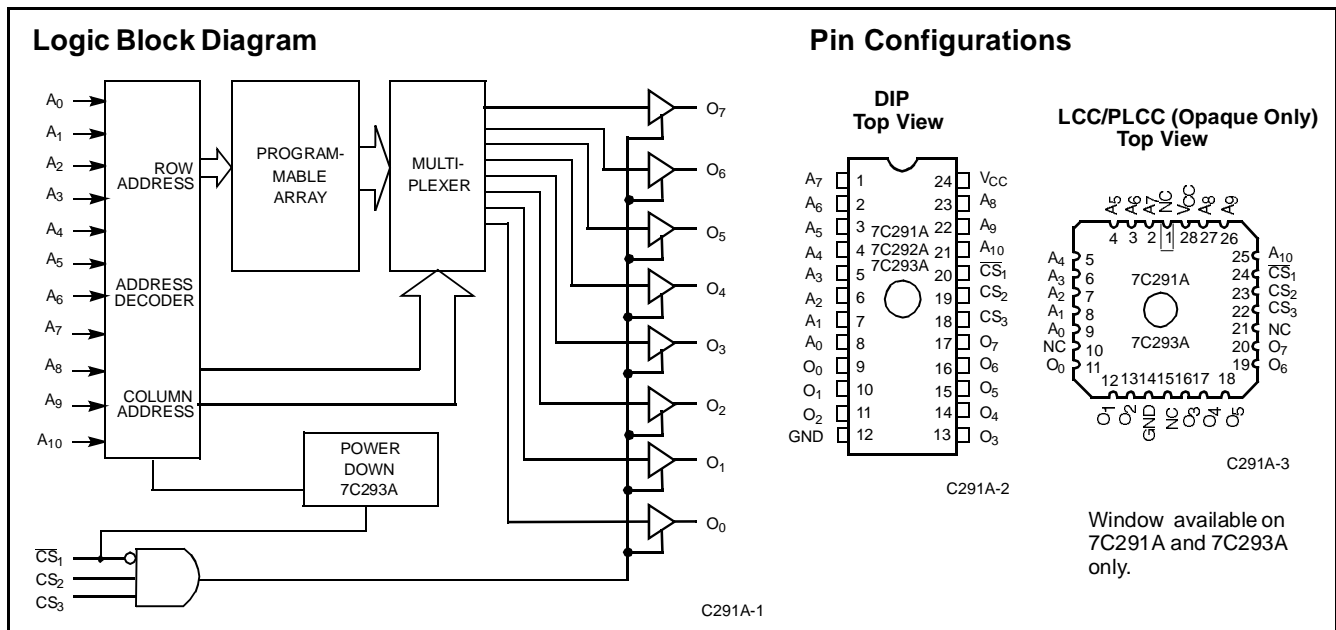 Logic Block Diagram
A0
A1
A2
A3
A4
A5
A6
A7
A8
A9
A10
ROW
ADDRESS
ADDRESS
DECODER
COLUMN
ADDRESS
PROGRAM-
MABLE
ARRAY
MULTI-
PLEXER
POWER
DOWN
7C293A
O7
O6
O5
O4
O3
O2
O1
O0
C̅S̅1
CS2
CS3
C291A-1
Pin Configurations
DIP
Top View
A7 1 24 VCC
A6 2 23 A8
A5 3 7C291A 22 A9
A4 4 7C292A 21 A10
A3 5 7C293A 20 C̅S̅1
A2 6 19 CS2
A1 7 18 CS3
A0 8 17 O7
O0 9 16 O6
O1 10 15 O5
O2 11 14 O4
GND 12 13 O3
C291A-2
LCC/PLCC (Opaque Only)
Top View
A5 A6 A7 NC VCC A8 A9
4 3 2 1 28 27 26
A4 5 25 A10
A3 6 7C291A 24 C̅S̅1
A2 7 23 CS2
A1 8 22 CS3
A0 9 21 NC
NC 10 7C293A 20 O7
O0 11 19 O6
12 13 14 15 16 17 18
O1 O2 GND NC O3 O4 O5
C291A-3
Window available on
7C291A and 7C293A
only.